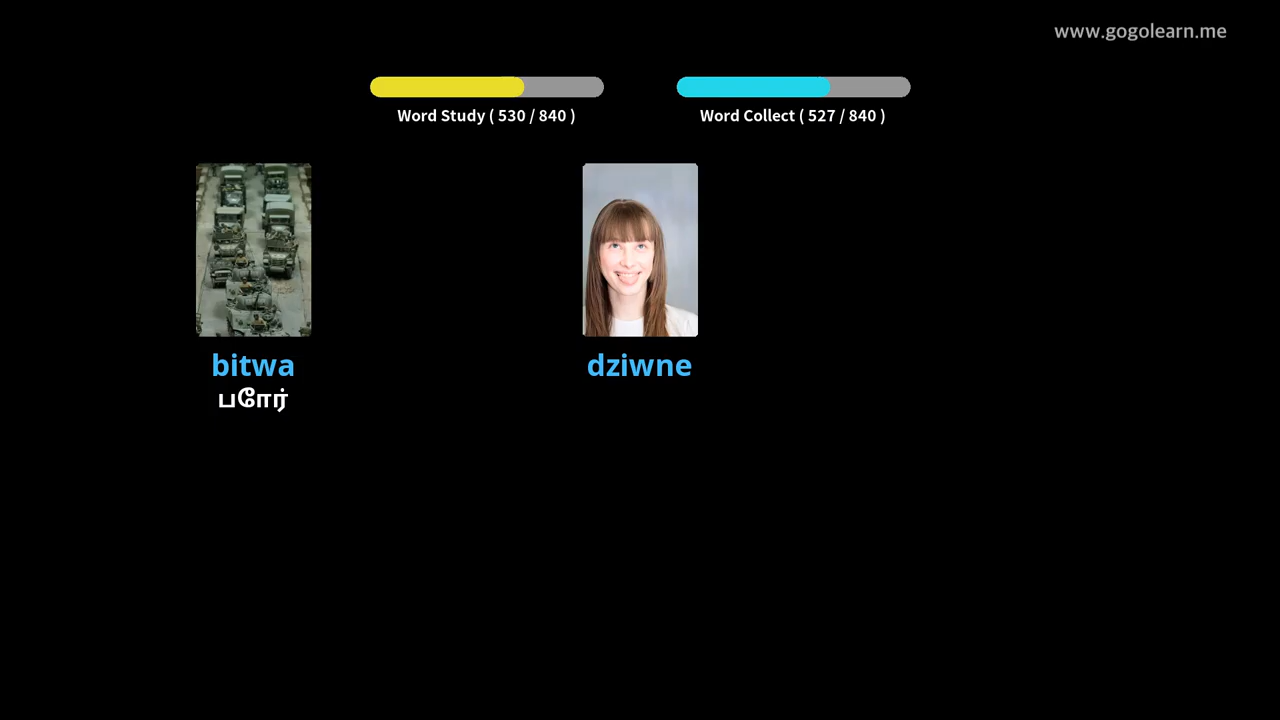 www.gogolearn.me
Word Study ( 530 / 840 )
Word Collect ( 527 / 840 )
bitwa
போர்
dziwne